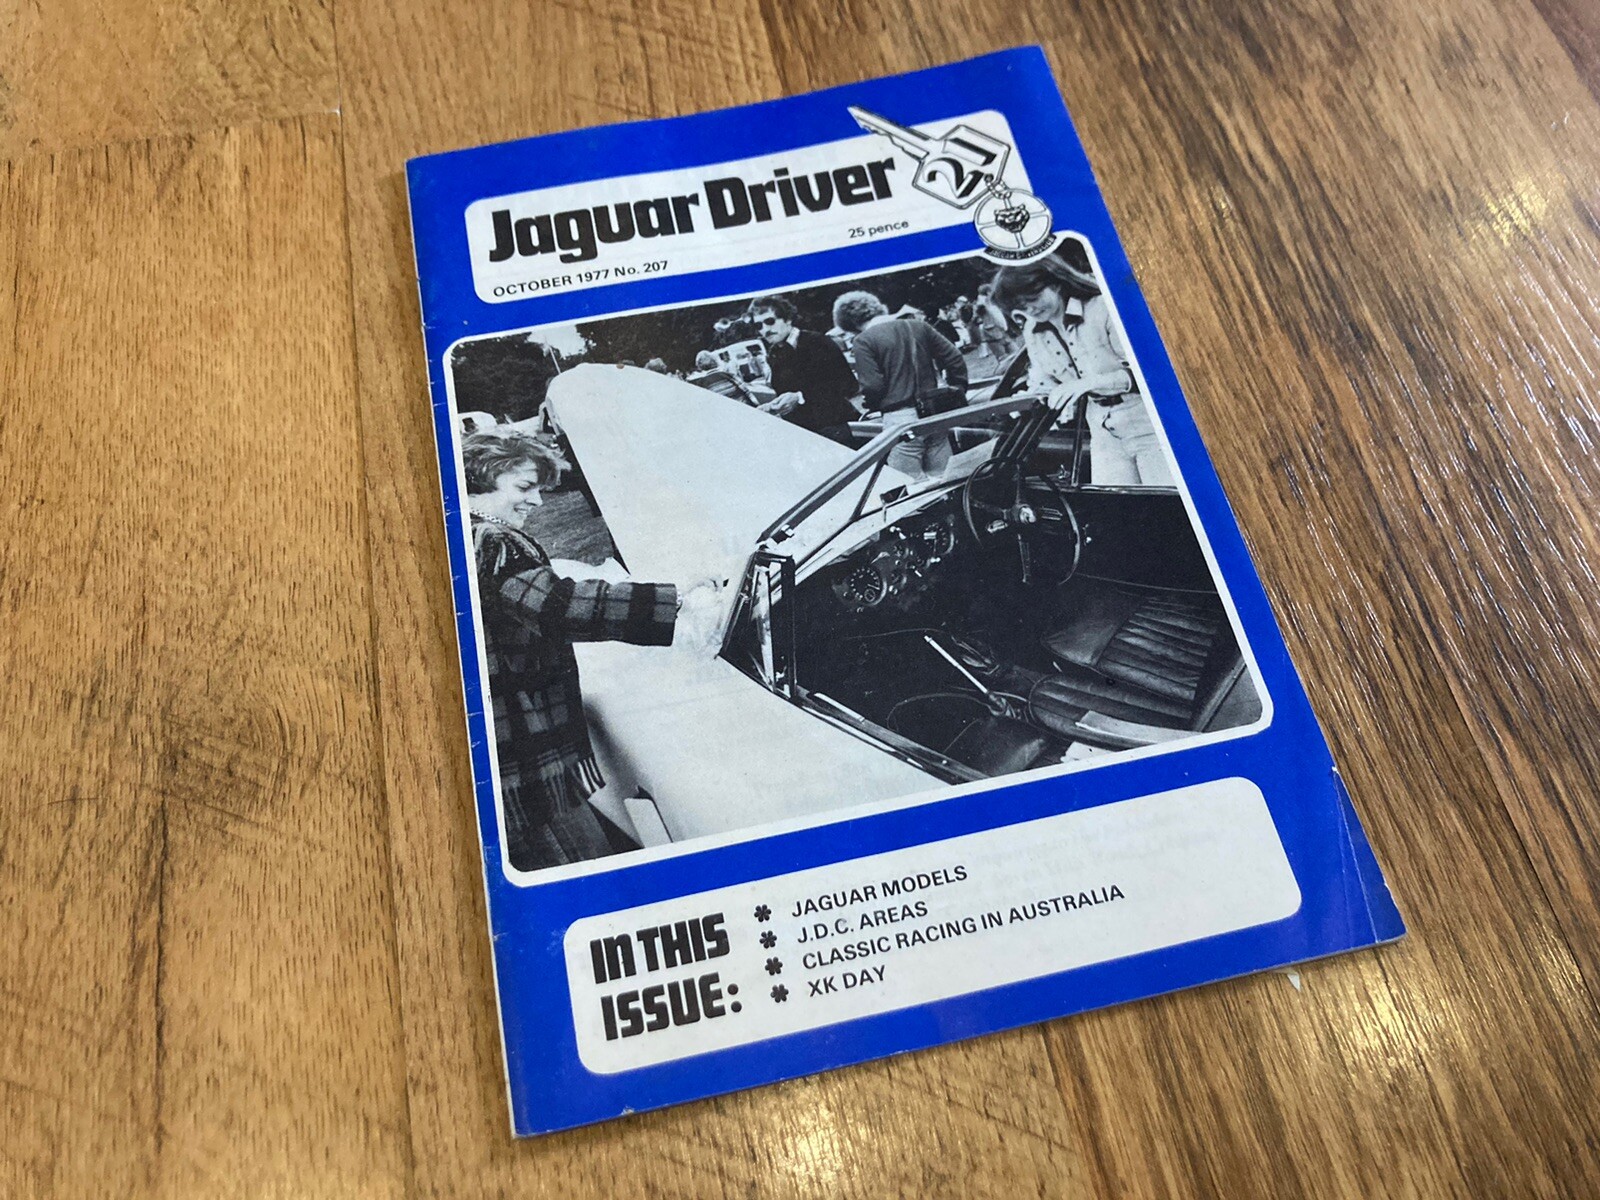 Jaguar Driver
21
25 pence
OCTOBER 1977 No. 207
IN THIS
ISSUE:
* JAGUAR MODELS
* J.D.C. AREAS
* CLASSIC RACING IN AUSTRALIA
* XK DAY